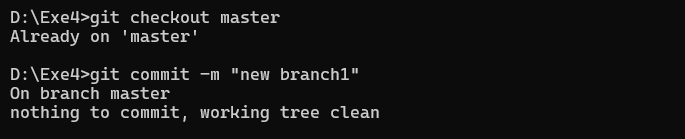 D:\Exe4>git checkout master
Already on 'master'
D:\Exe4>git commit -m "new branch1"
On branch master
nothing to commit, working tree clean